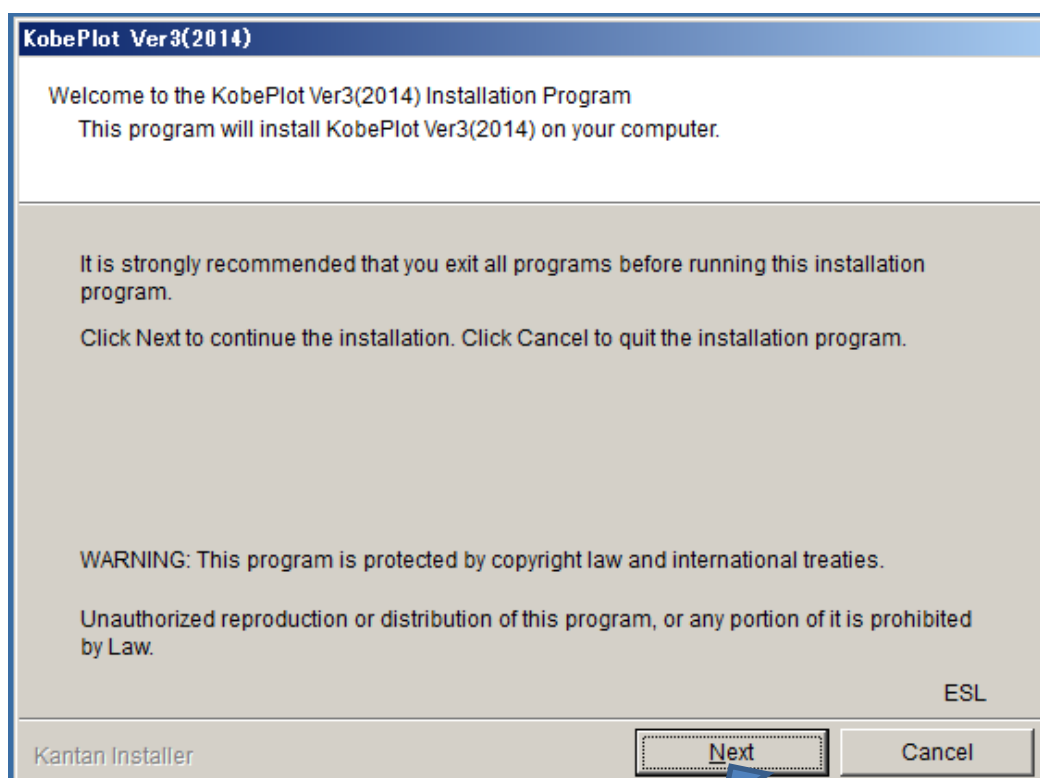 KobePlot Ver3(2014)
Welcome to the KobePlot Ver3(2014) Installation Program
This program will install KobePlot Ver3(2014) on your computer.
It is strongly recommended that you exit all programs before running this installation
program.
Click Next to continue the installation. Click Cancel to quit the installation program.
WARNING: This program is protected by copyright law and international treaties.
Unauthorized reproduction or distribution of this program, or any portion of it is prohibited
by Law.
ESL
Kantan Installer
Next
Cancel